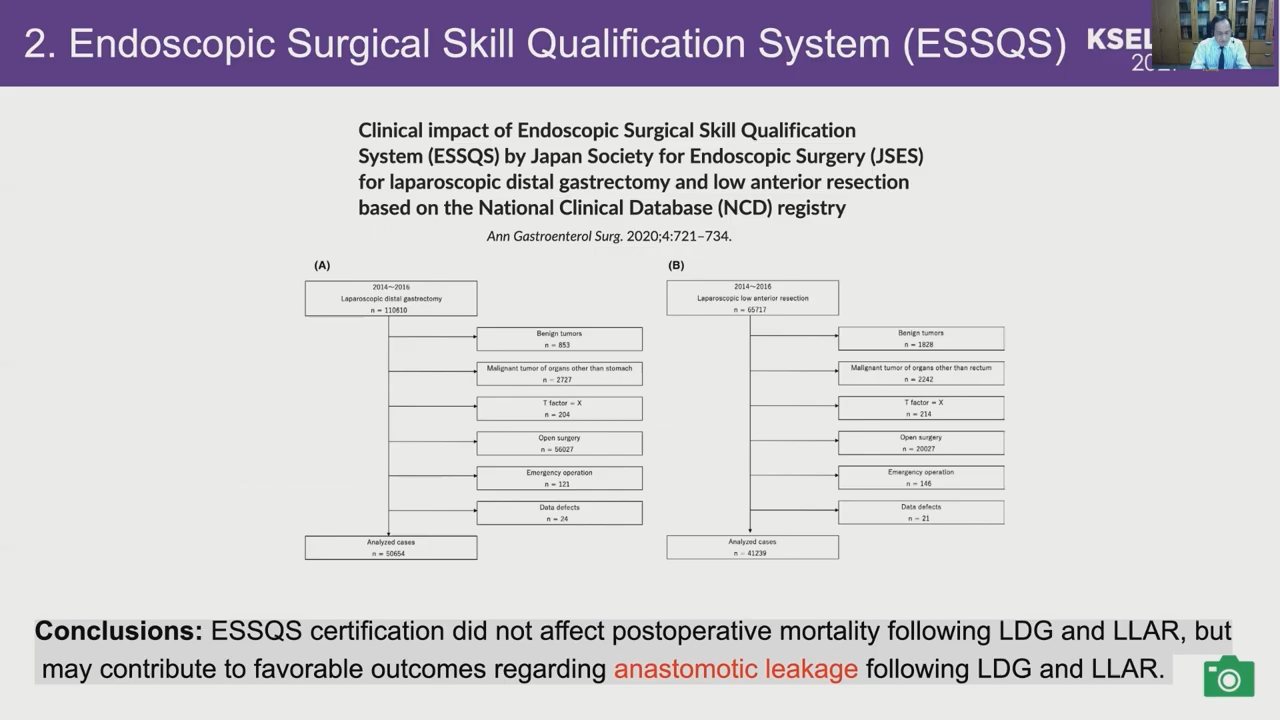 2. Endoscopic Surgical Skill Qualification System (ESSQS)
Clinical impact of Endoscopic Surgical Skill Qualification
System (ESSQS) by Japan Society for Endoscopic Surgery (JSES)
for laparoscopic distal gastrectomy and low anterior resection
based on the National Clinical Database (NCD) registry
Ann Gastroenterol Surg. 2020;4:721–734.
(A)
2014～2016
Laparoscopic distal gastrectomy
n = 110610
Benign tumors
n = 853
Malignant tumor of organs other than stomach
n = 2727
T factor = X
n = 204
Open surgery
n = 56027
Emergency operation
n = 121
Data defects
n = 24
Analyzed cases
n = 50654
(B)
2014～2016
Laparoscopic low anterior resection
n = 65717
Benign tumors
n = 1828
Malignant tumor of organs other than rectum
n = 2242
T factor = X
n = 214
Open surgery
n = 20027
Emergency operation
n = 146
Data defects
n = 21
Analyzed cases
n = 41239
Conclusions: ESSQS certification did not affect postoperative mortality following LDG and LLAR, but
may contribute to favorable outcomes regarding anastomotic leakage following LDG and LLAR.